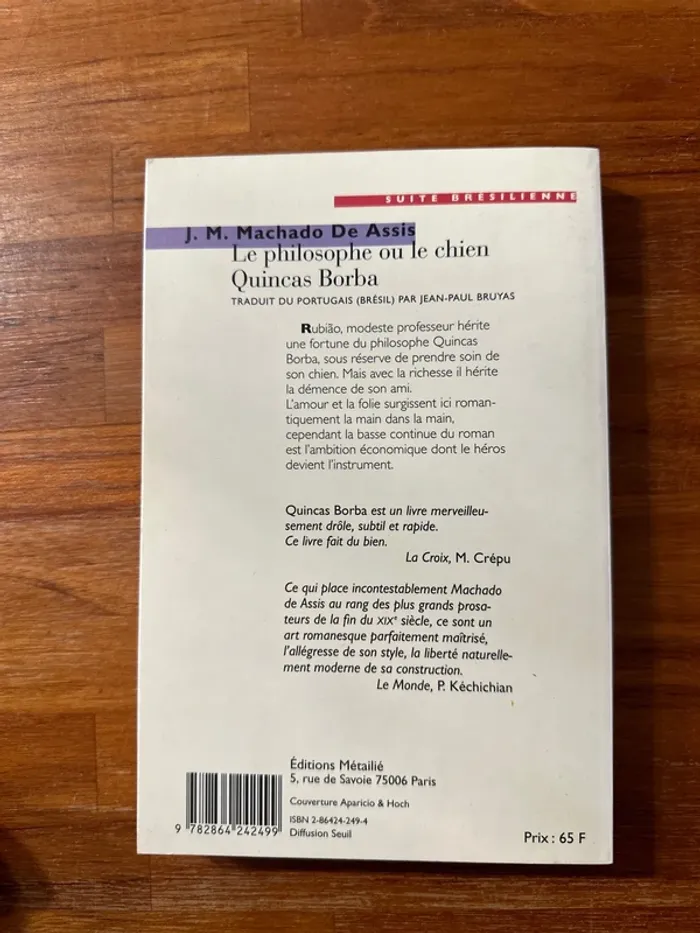 SUITE BRÉSILIENNE
J. M. Machado De Assis
Le philosophe ou le chien
Quincas Borba
TRADUIT DU PORTUGAIS (BRÉSIL) PAR JEAN-PAUL BRUYAS
Rubião, modeste professeur hérite
une fortune du philosophe Quincas
Borba, sous réserve de prendre soin de
son chien. Mais avec la richesse il hérite
la démence de son ami.
L'amour et la folie surgissent ici roman-
tiquement la main dans la main,
cependant la basse continue du roman
est l'ambition économique dont le héros
devient l'instrument.
Quincas Borba est un livre merveilleu-
sement drôle, subtil et rapide.
Ce livre fait du bien.
La Croix, M. Crépu
Ce qui place incontestablement Machado
de Assis au rang des plus grands prosa-
teurs de la fin du XIXe siècle, ce sont un
art romanesque parfaitement maîtrisé,
l'allégresse de son style, la liberté naturelle-
ment moderne de sa construction.
Le Monde, P. Kéchichian
Éditions Métailié
5, rue de Savoie 75006 Paris
Couverture Aparicio & Hoch
ISBN 2-86424-249-4
Diffusion Seuil
9 782864 242499
Prix : 65 F